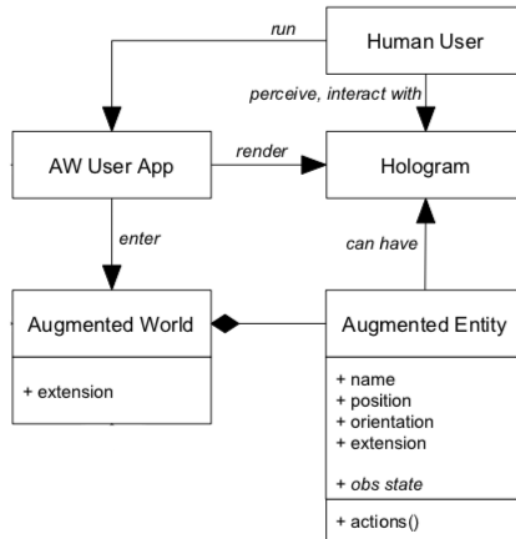 run
Human User
perceive, interact with
AW User App
render
Hologram
enter
can have
Augmented World
Augmented Entity
+ extension
+ name
+ position
+ orientation
+ extension
+ obs state
+ actions()